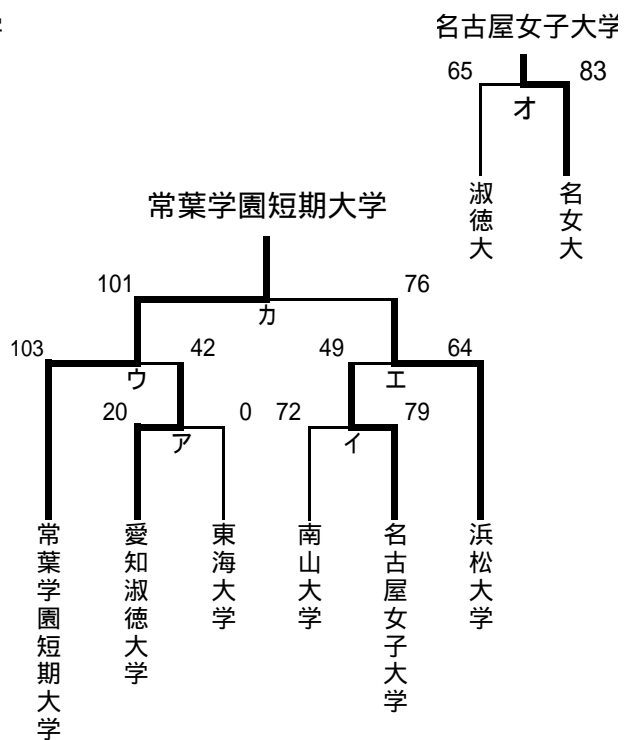 名古屋女子大学
65
83
オ
淑徳大
名女大
常葉学園短期大学
101
76
カ
103
42
49
64
ウ
エ
20
0
72
79
ア
イ
常葉学園短期大学
愛知淑徳大学
東海大学
南山大学
名古屋女子大学
浜松大学